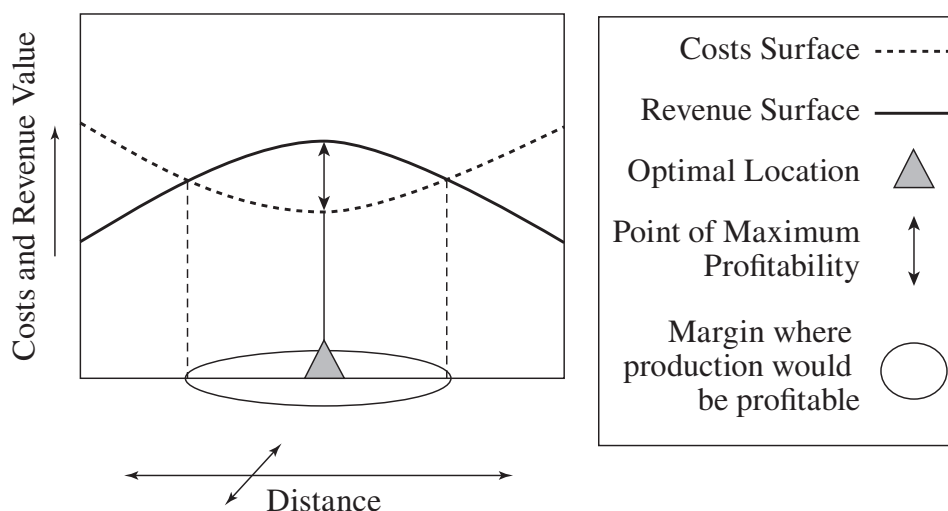 Costs and Revenue Value
Distance
Costs Surface
Revenue Surface
Optimal Location
Point of Maximum
Profitability
Margin where
production would
be profitable